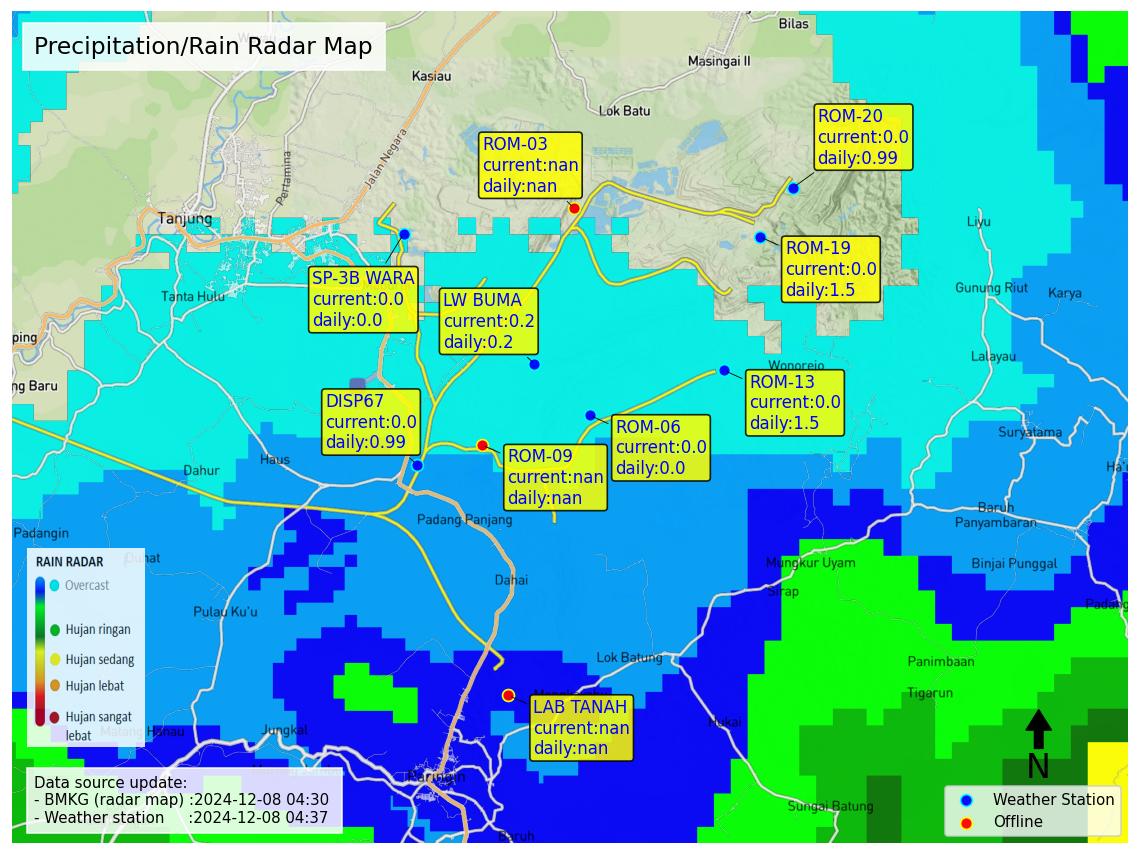 Precipitation/Rain Radar Map
Bilas
Masingai II
Kasiau
Lok Batu
Jalan Negara
Pertamina
Tanjung
Tanta Hulu
ROM-03
current:nan
daily:nan
ROM-20
current:0.0
daily:0.99
ROM-19
current:0.0
daily:1.5
SP-3B WARA
current:0.0
daily:0.0
LW BUMA
current:0.2
daily:0.2
Liyu
Gunung Riut
Karya
Lalayau
Wonorejo
ping
ng Baru
ROM-13
current:0.0
daily:1.5
DISP67
current:0.0
daily:0.99
ROM-06
current:0.0
daily:0.0
ROM-09
current:nan
daily:nan
Suryatama
Haus
Dahur
Padang Panjang
Baruh
Panyambaran
Padangin
Dahai
Mungkur Uyam
Binjai Punggal
Sirap
Padang
Pulau Ku'u
Lok Batung
Panimbaan
Tigarun
Hukai
LAB TANAH
current:nan
daily:nan
Jungkal
Paringin
Sungai Batung
Baruh
RAIN RADAR
Overcast
Hujan ringan
Hujan sedang
Hujan lebat
Hujan sangat
lebat
Data source update:
- BMKG (radar map) :2024-12-08 04:30
- Weather station :2024-12-08 04:37
N
Weather Station
Offline